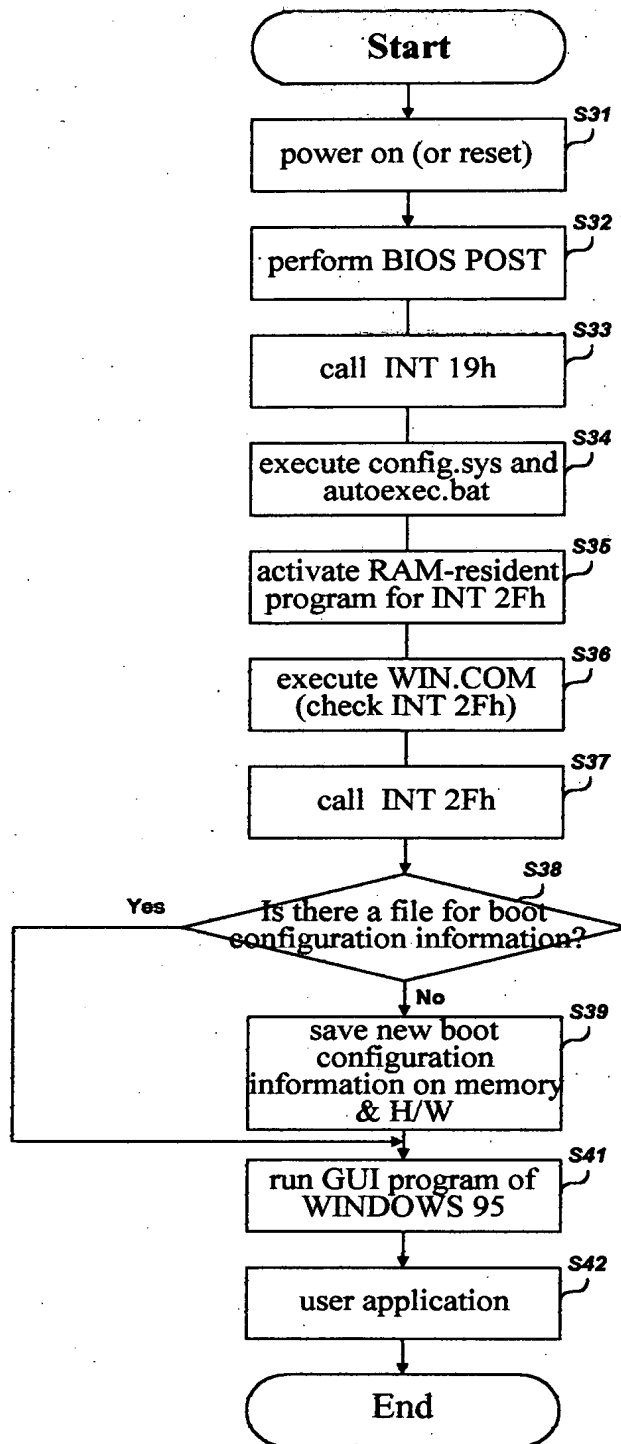 Start
S31
power on (or reset)
S32
perform BIOS POST
S33
call INT 19h
S34
execute config.sys and
autoexec.bat
S35
activate RAM-resident
program for INT 2Fh
S36
execute WIN.COM
(check INT 2Fh)
S37
call INT 2Fh
S38
Yes
Is there a file for boot
configuration information?
No
S39
save new boot
configuration
information on memory
& H/W
S41
run GUI program of
WINDOWS 95
S42
user application
End